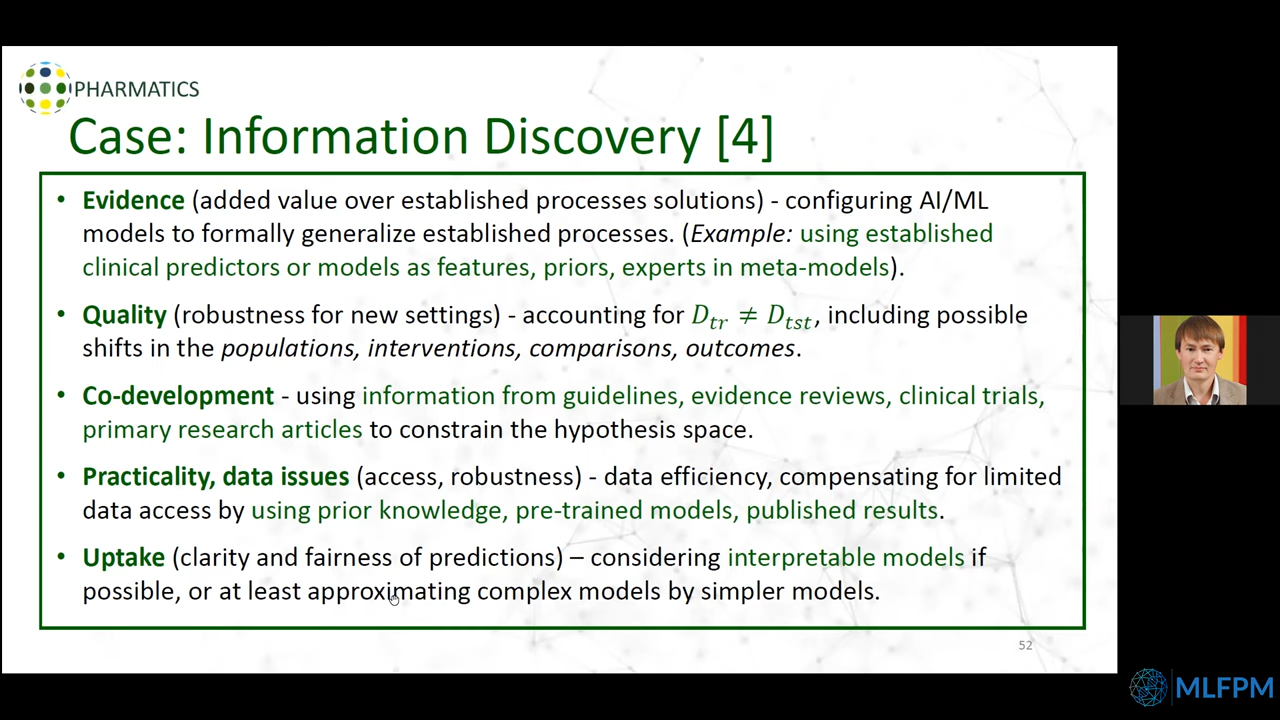 PHARMATICS
Case: Information Discovery [4]
• Evidence (added value over established processes solutions) - configuring AI/ML
models to formally generalize established processes. (Example: using established
clinical predictors or models as features, priors, experts in meta-models).
• Quality (robustness for new settings) - accounting for D_tr ≠ D_tst, including possible
shifts in the populations, interventions, comparisons, outcomes.
• Co-development - using information from guidelines, evidence reviews, clinical trials,
primary research articles to constrain the hypothesis space.
• Practicality, data issues (access, robustness) - data efficiency, compensating for limited
data access by using prior knowledge, pre-trained models, published results.
• Uptake (clarity and fairness of predictions) – considering interpretable models if
possible, or at least approximating complex models by simpler models.
52
MLFPM